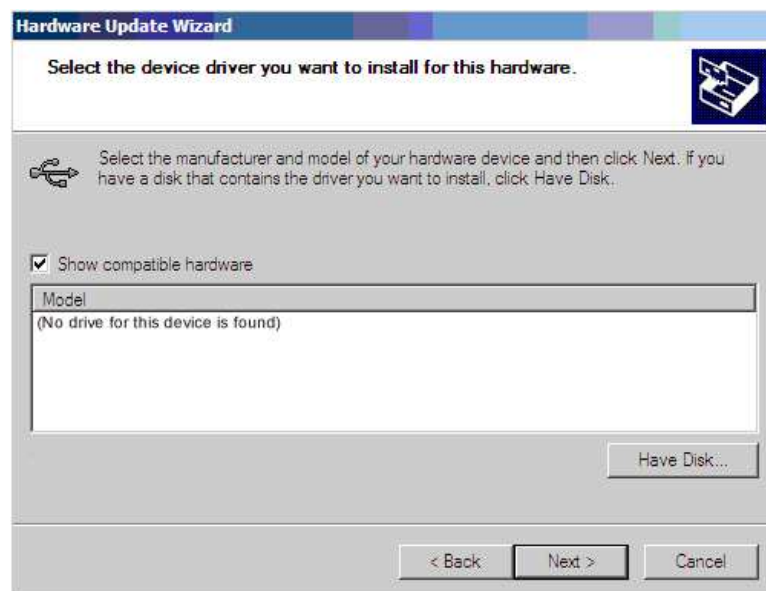 Hardware Update Wizard
Select the device driver you want to install for this hardware.
Select the manufacturer and model of your hardware device and then click Next. If you
have a disk that contains the driver you want to install, click Have Disk.
Show compatible hardware
Model
(No drive for this device is found)
Have Disk...
< Back
Next >
Cancel